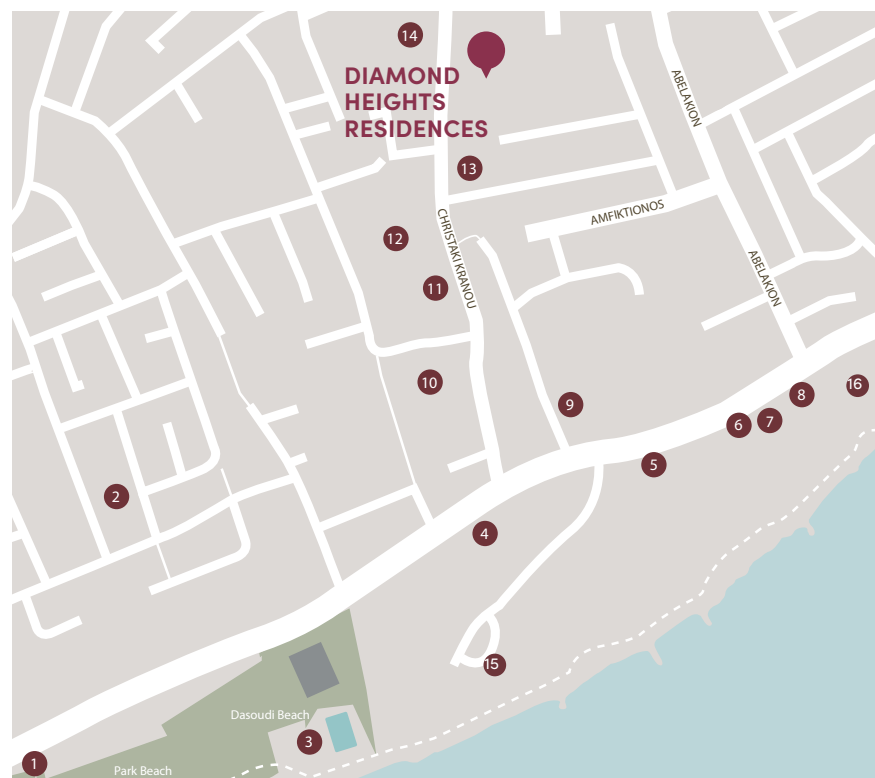 14
DIAMOND
HEIGHTS
RESIDENCES
ABELAKION
13
CHRISTAKI KRANOU
AMFIKTIONOS
12
ABELAKION
11
10
9
8
16
6
7
5
2
4
15
Dasoudi Beach
3
1
Park Beach